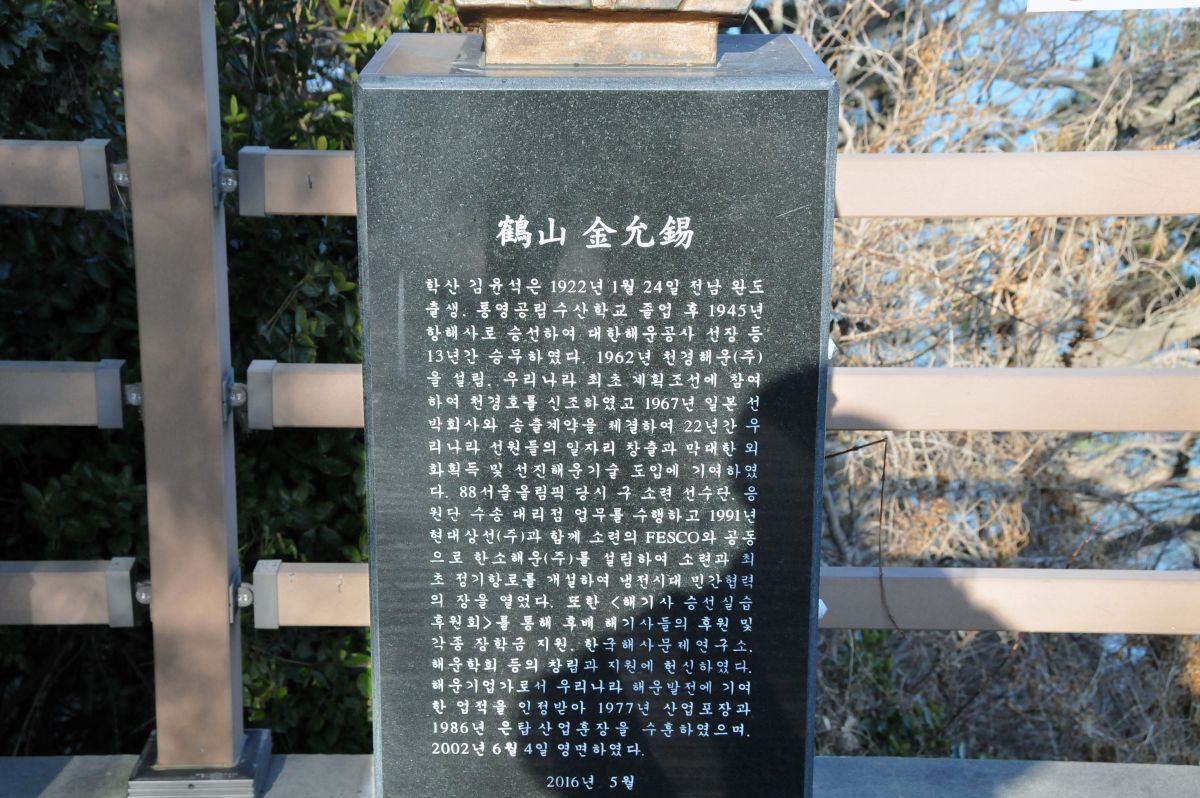 鶴山 金允錫
학산 김윤석은 1922년 1월 24일 전남 완도
출생. 통영공립수산학교 졸업 후 1945년
항해사로 승선하여 대한해운공사 선장 등
13년간 승무하였다. 1962년 천경해운(주)
을 설립, 우리나라 최초 계획조선에 참여
하여 천경호를 신조하였고 1967년 일본 선
박회사와 송출계약을 체결하여 22년간 우
리나라 선원들의 일자리 창출과 막대한 외
화획득 및 선진해운기술 도입에 기여하였
다. 88서울올림픽 당시 구 소련 선수단, 응
원단 수송 대리점 업무를 수행하고 1991년
현대상선(주)과 함께 소련의 FESCO와 공동
으로 한소해운(주)를 설립하여 소련과 최
초 정기항로를 개설하여 냉전시대 민간협력
의 장을 열었다. 또한 <해기사 승선실습
후원회>를 통해 후배 해기사들의 후원 및
각종 장학금 지원, 한국해사문제연구소,
해운학회 등의 창립과 지원에 헌신하였다.
해운기업가로서 우리나라 해운발전에 기여
한 업적을 인정받아 1977년 산업포장과
1986년 은탑산업훈장을 수훈하였으며,
2002년 6월 4일 영면하였다.
2016년 5월